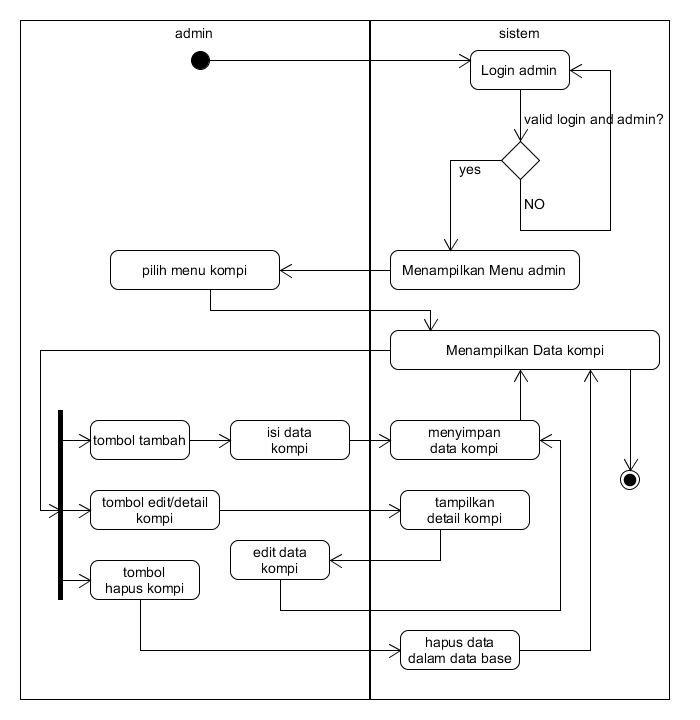 admin
sistem
Login admin
valid login and admin?
yes
NO
pilih menu kompi
Menampilkan Menu admin
Menampilkan Data kompi
tombol tambah
isi data
kompi
menyimpan
data kompi
tombol edit/detail
kompi
tampilkan
detail kompi
edit data
kompi
tombol
hapus kompi
hapus data
dalam data base